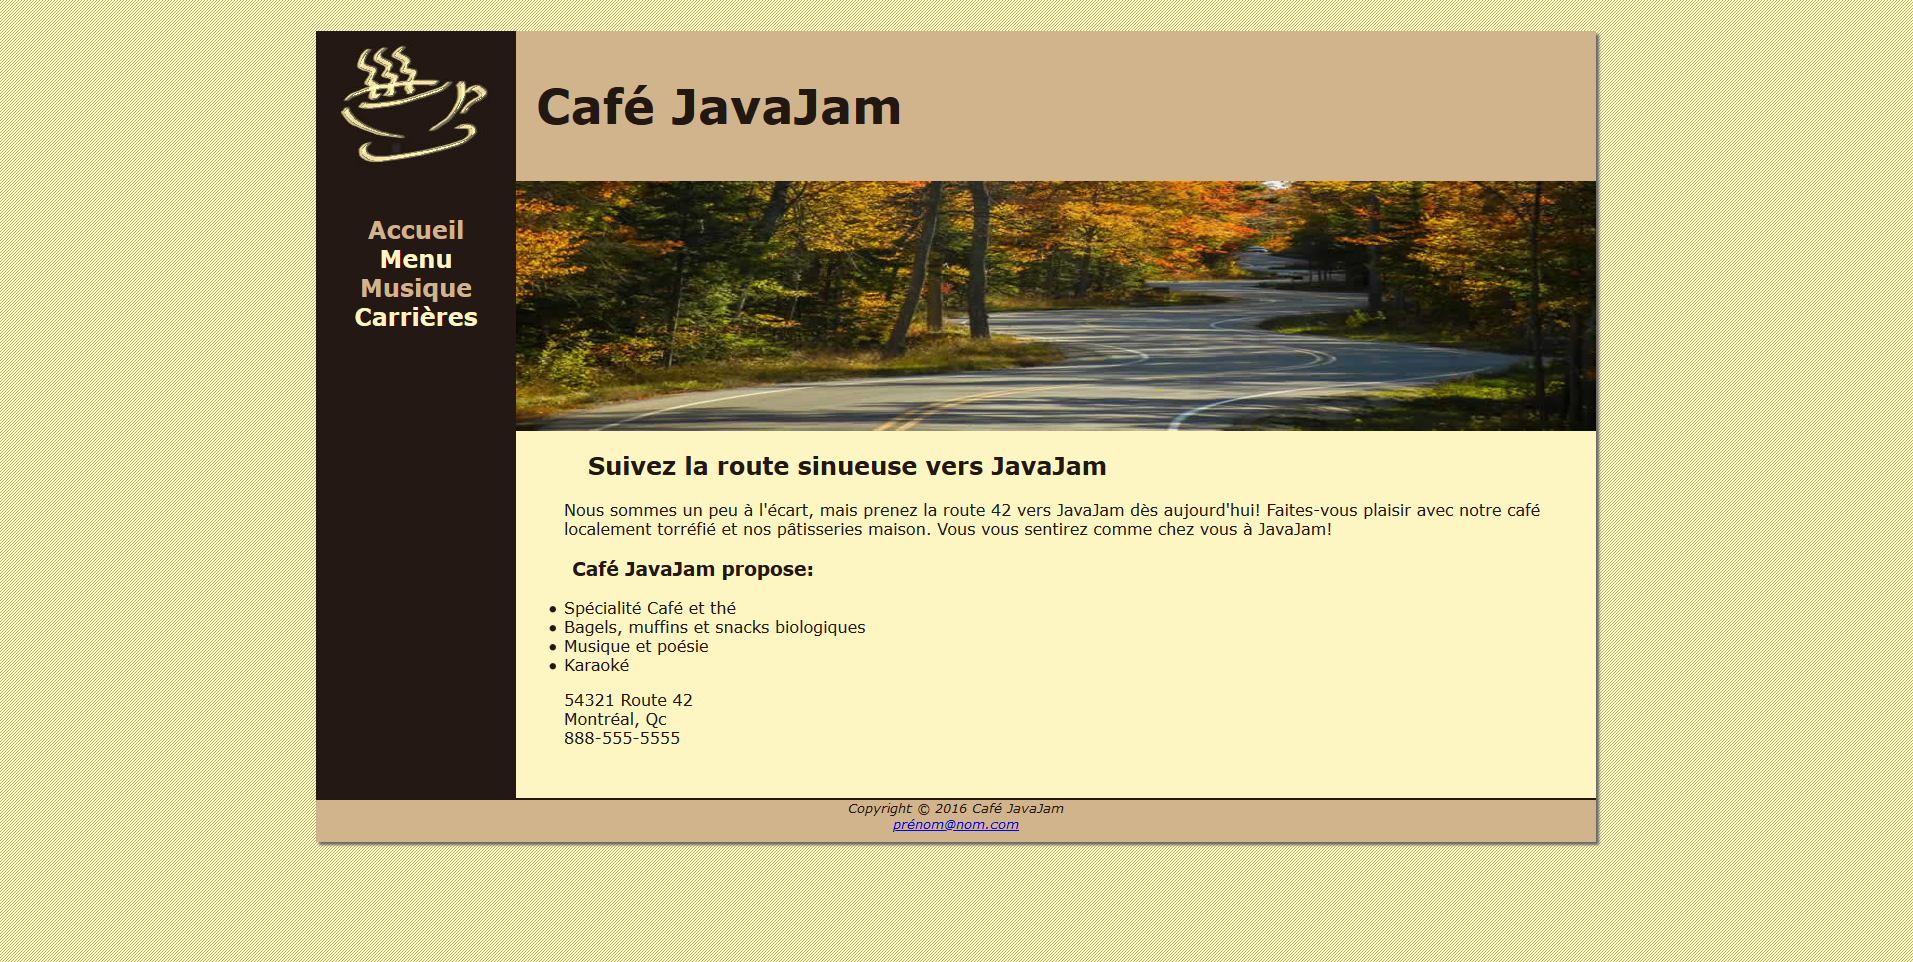 Café JavaJam
Accueil
Menu
Musique
Carrières
Suivez la route sinueuse vers JavaJam
Nous sommes un peu à l'écart, mais prenez la route 42 vers JavaJam dès aujourd'hui! Faites-vous plaisir avec notre café
localement torréfié et nos pâtisseries maison. Vous vous sentirez comme chez vous à JavaJam!
Café JavaJam propose:
• Spécialité Café et thé
• Bagels, muffins et snacks biologiques
• Musique et poésie
• Karaoké
54321 Route 42
Montréal, Qc
888-555-5555
Copyright © 2016 Café JavaJam
prénom@nom.com